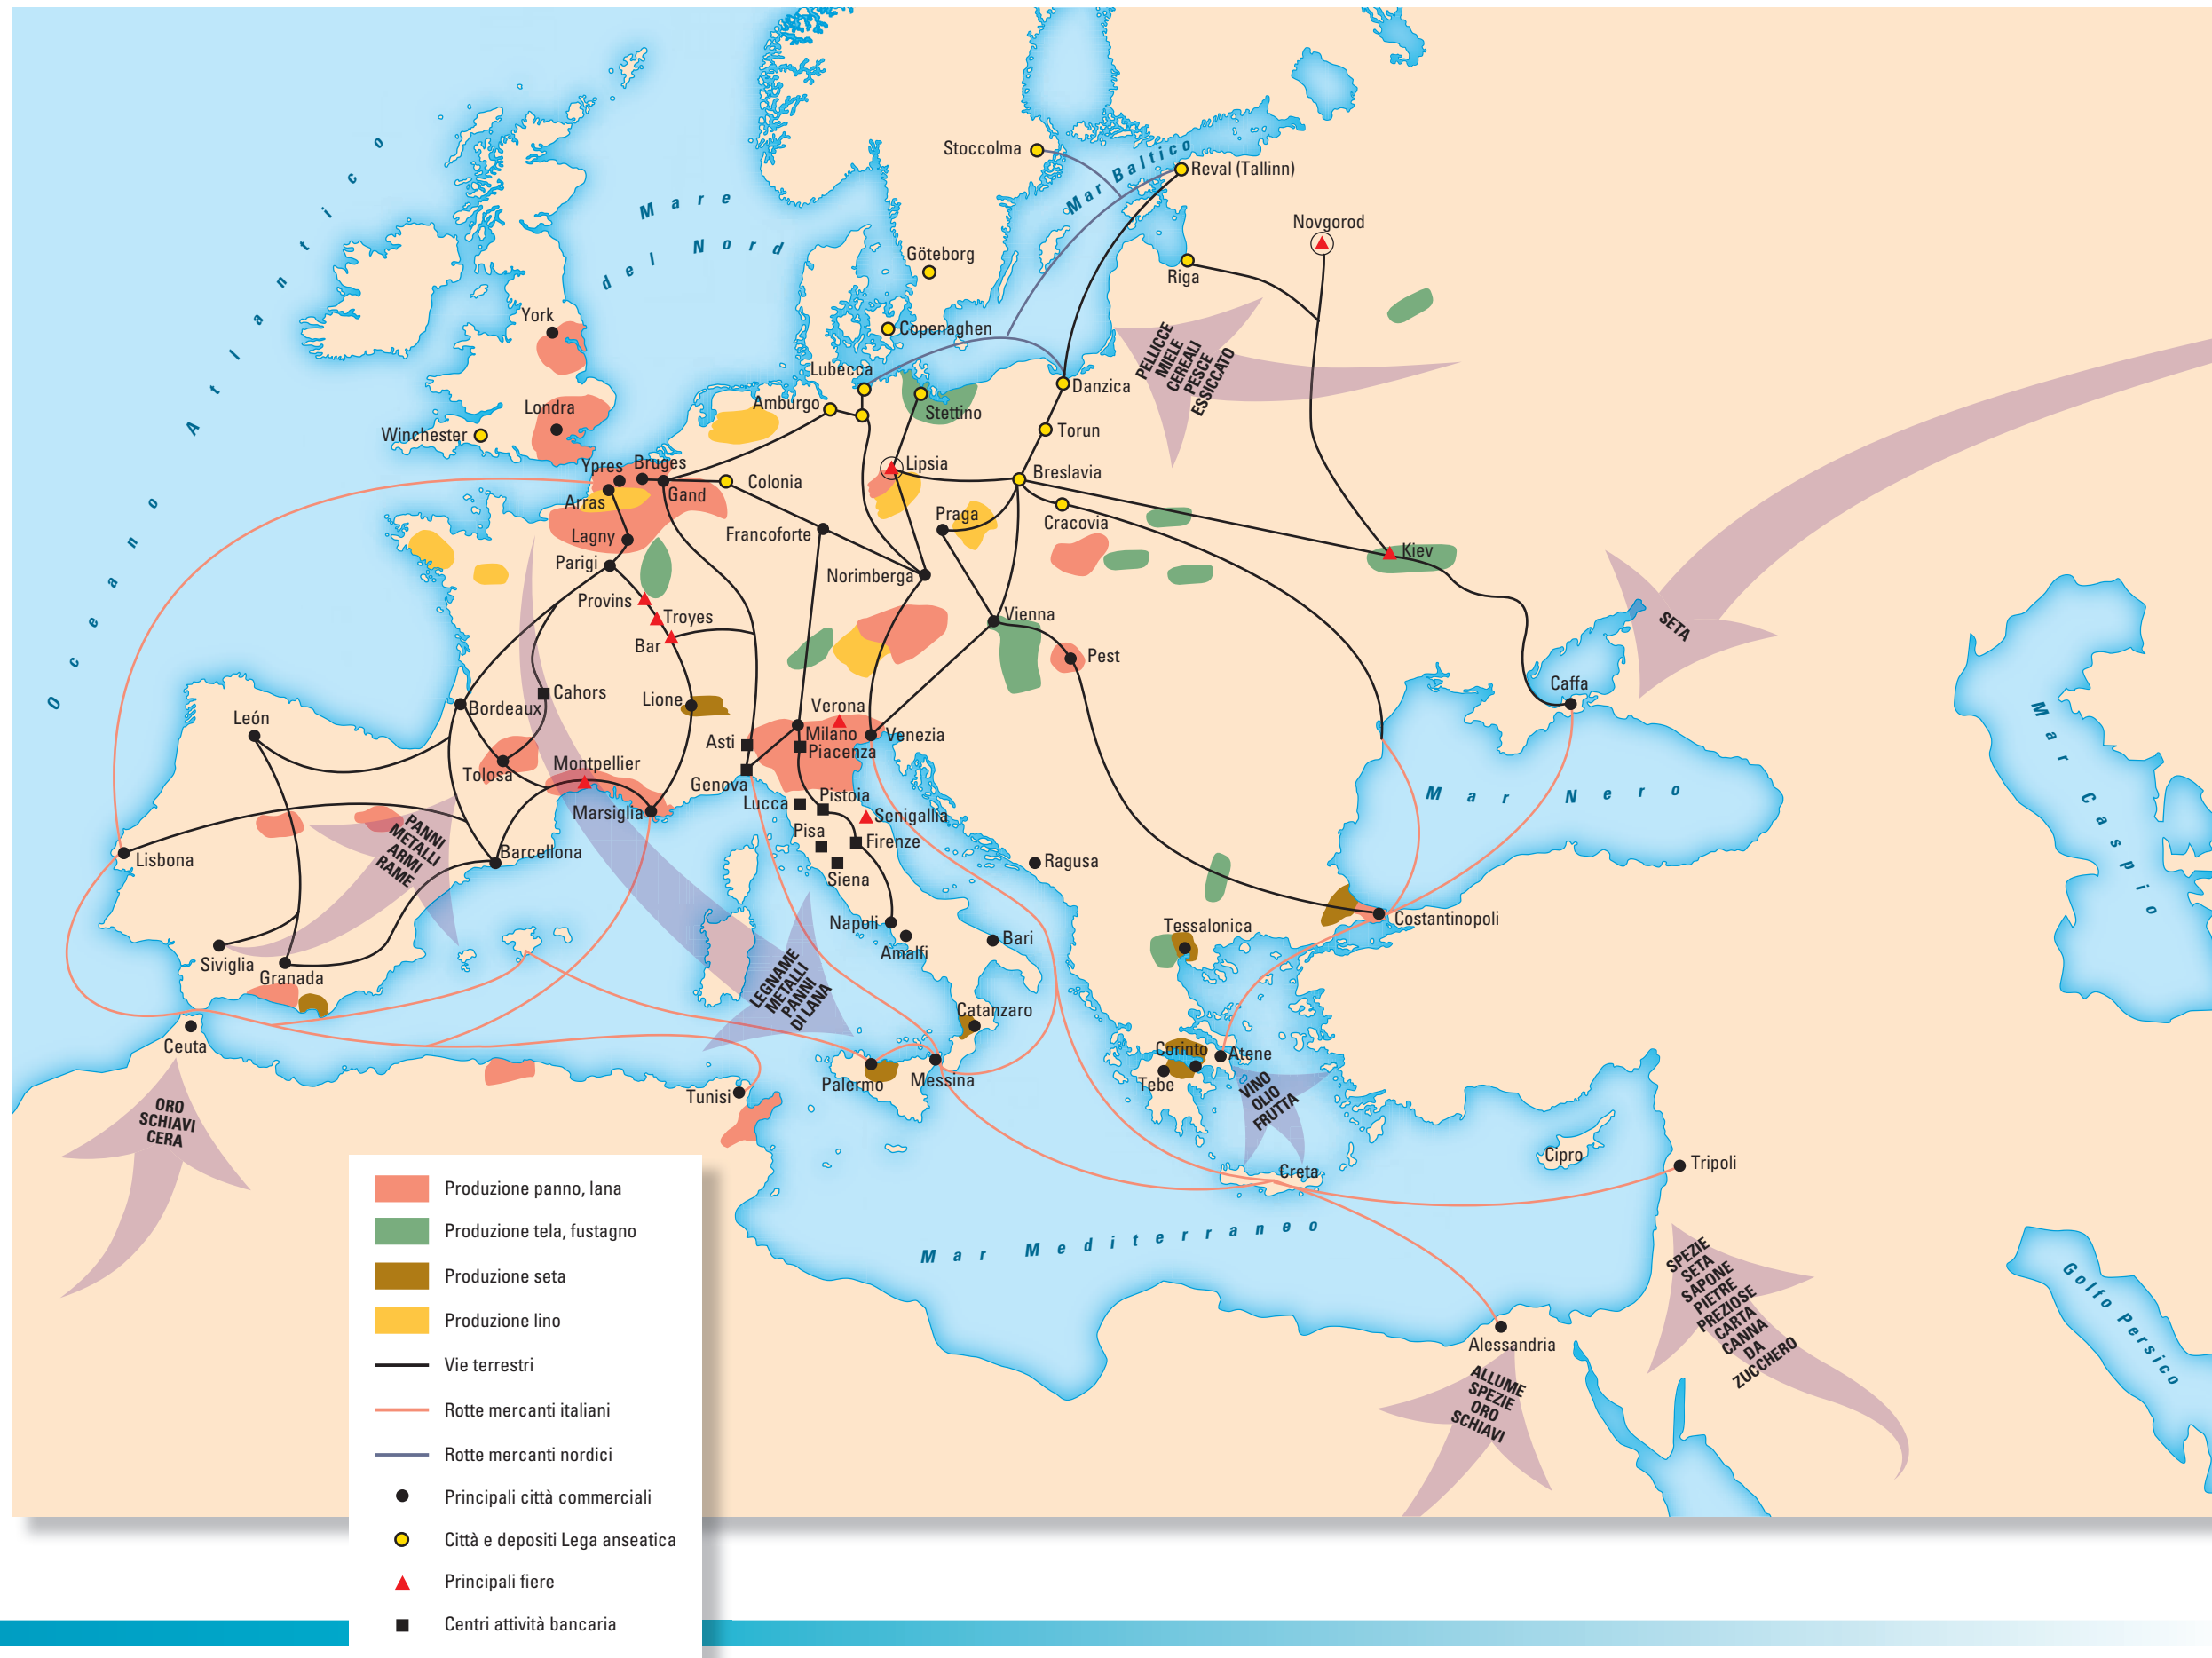 Oceano Atlantico
Mare
del Nord
Mar Baltico
Stoccolma
Reval (Tallinn)
Novgorod
Göteborg
Riga
York
Copenaghen
Lubecca
PELLICCE
MIELE
CEREALI
PESCE
ESSICCATO
Danzica
Londra
Amburgo
Stettino
Winchester
Torun
Ypres
Bruges
Lipsia
Breslavia
Colonia
Gand
Arras
Cracovia
Praga
Francoforte
Lagny
Kiev
Parigi
Norimberga
Provins
Troyes
Vienna
SETA
Bar
Pest
Caffa
Cahors
Lione
Verona
Bordeaux
León
Milano
Venezia
Asti
Piacenza
Tolosa
Montpellier
Genova
Mar Nero
Mar Caspio
Lucca
Pistoia
Marsiglia
Senigallia
PANNI
METALLI
ARMI
RAME
Pisa
Firenze
Barcellona
Lisbona
Ragusa
Siena
Costantinopoli
Napoli
Tessalonica
Bari
Amalfi
Siviglia
Granada
LEGNAME
METALLI
PANNI
DI LANA
Catanzaro
Ceuta
Corinto
Atene
Palermo
Messina
Tebe
Tunisi
VINO
OLIO
FRUTTA
ORO
SCHIAVI
CERA
Cipro
Tripoli
Creta
Mar Mediterraneo
SPEZIE
SETA
SAPONE
PIETRE
PREZIOSE
CARTA
CANNA
DA
ZUCCHERO
Golfo Persico
Alessandria
ALLUME
SPEZIE
ORO
SCHIAVI
Produzione panno, lana
Produzione tela, fustagno
Produzione seta
Produzione lino
Vie terrestri
Rotte mercanti italiani
Rotte mercanti nordici
Principali città commerciali
Città e depositi Lega anseatica
Principali fiere
Centri attività bancaria